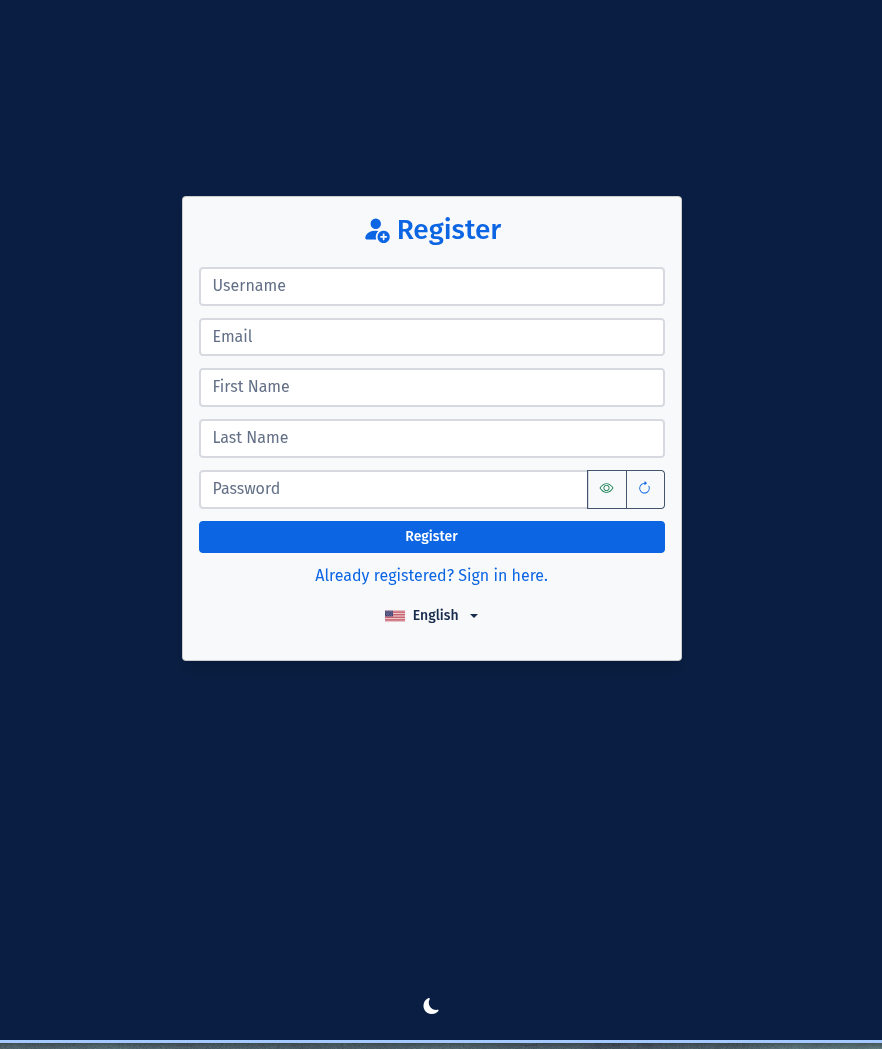 Register
Username
Email
First Name
Last Name
Password
Register
Already registered? Sign in here.
English